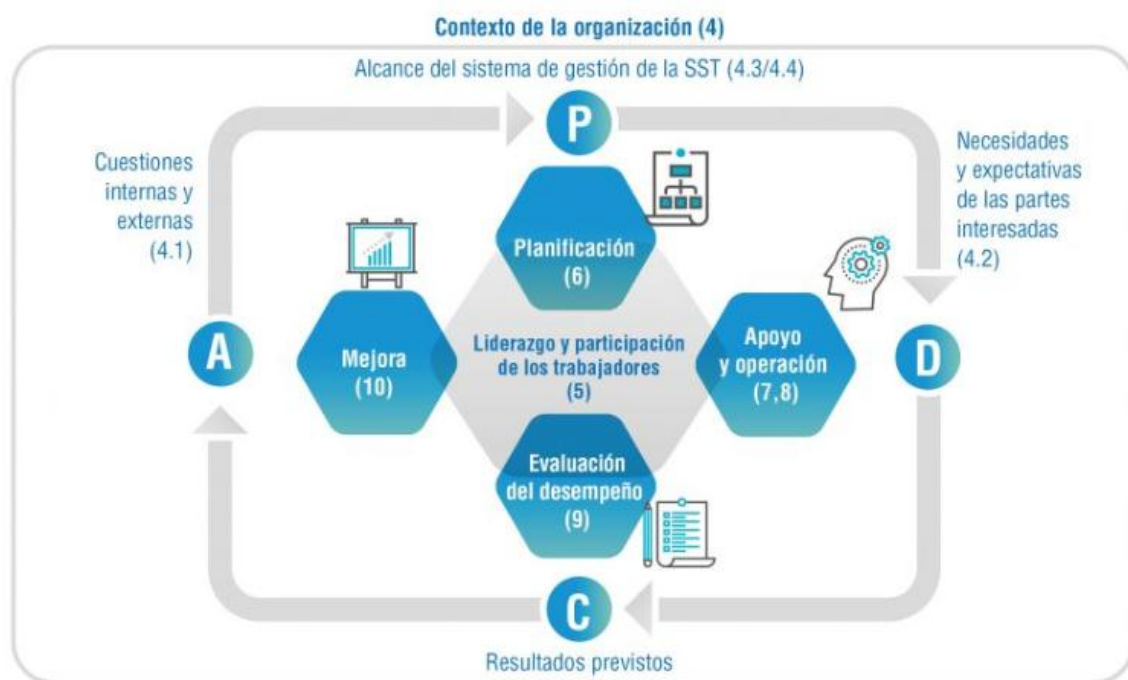 Contexto de la organización (4)
Alcance del sistema de gestión de la SST (4.3/4.4)
P
Cuestiones
internas y
externas
(4.1)
Necesidades
y expectativas
de las partes
interesadas
(4.2)
Planificación
(6)
A
Mejora
(10)
Liderazgo y participación
de los trabajadores
(5)
Apoyo
y operación
(7,8)
D
Evaluación
del desempeño
(9)
C
Resultados previstos